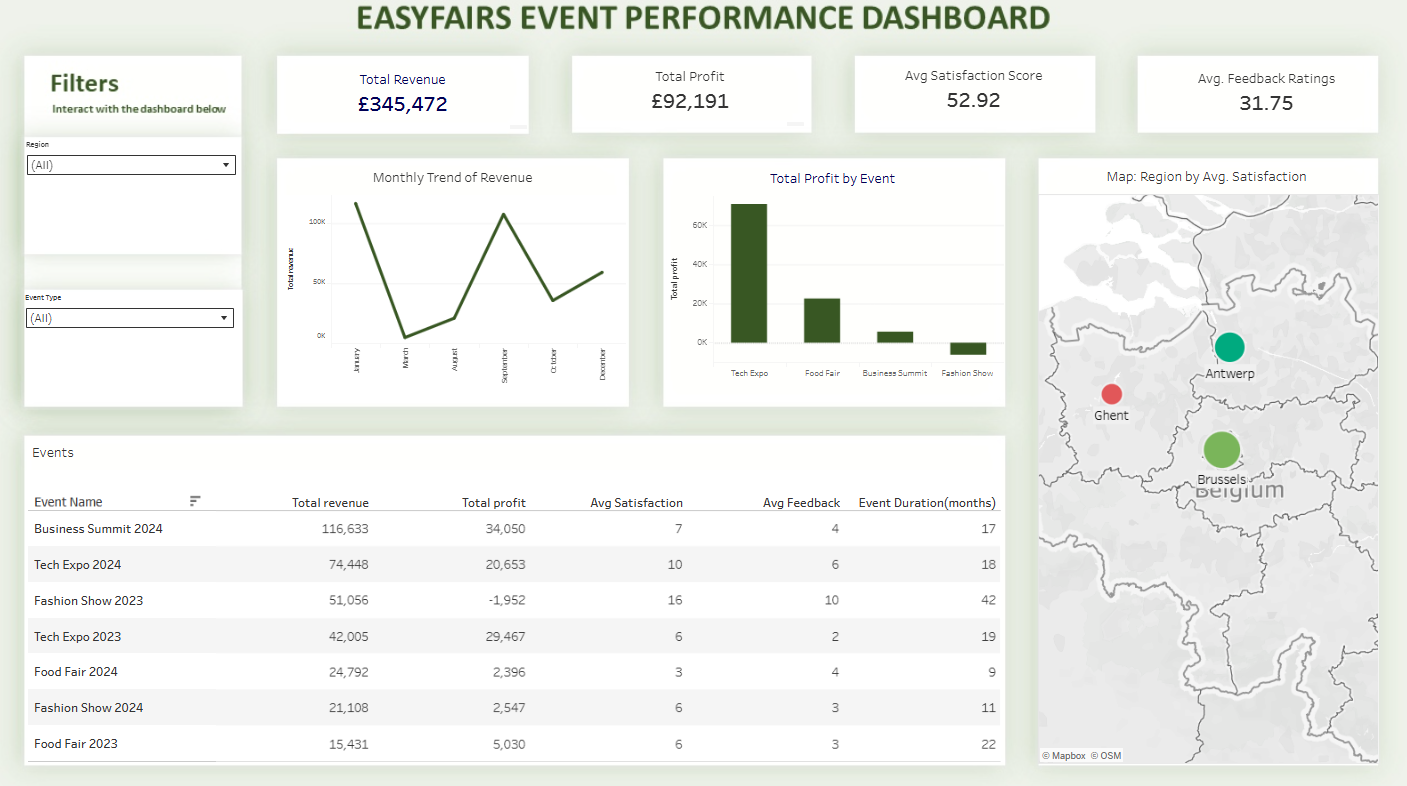 EASYFAIRS EVENT PERFORMANCE DASHBOARD
Filters
Interact with the dashboard below
Region
(All)
Event Type
(All)
Total Revenue
£345,472
Total Profit
£92,191
Avg Satisfaction Score
52.92
Avg. Feedback Ratings
31.75
Monthly Trend of Revenue
Total revenue
100K
50K
0K
January
March
August
September
October
December
Total Profit by Event
Total profit
60K
40K
20K
0K
Tech Expo
Food Fair
Business Summit
Fashion Show
Map: Region by Avg. Satisfaction
Antwerp
Ghent
Brussels
Belgium
© Mapbox © OSM
Events
Event Name Total revenue Total profit Avg Satisfaction Avg Feedback Event Duration(months)
Business Summit 2024 116,633 34,050 7 4 17
Tech Expo 2024 74,448 20,653 10 6 18
Fashion Show 2023 51,056 -1,952 16 10 42
Tech Expo 2023 42,005 29,467 6 2 19
Food Fair 2024 24,792 2,396 3 4 9
Fashion Show 2024 21,108 2,547 6 3 11
Food Fair 2023 15,431 5,030 6 3 22